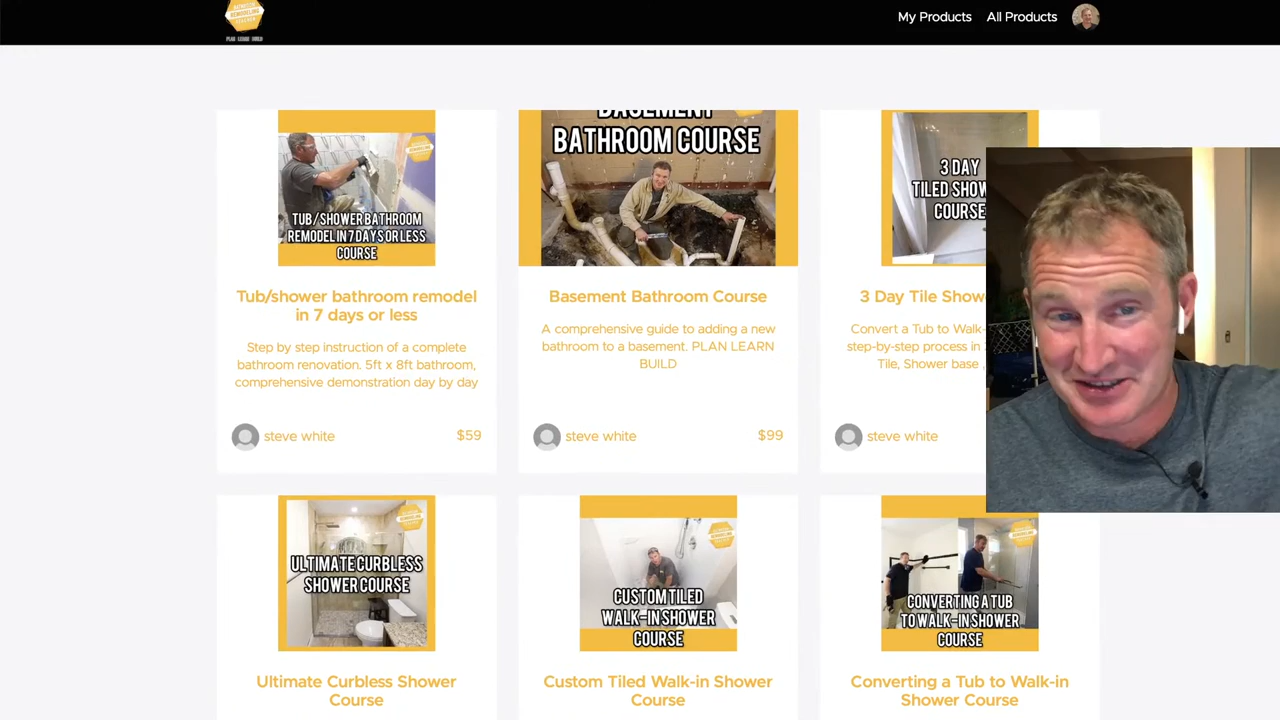 REMODELING
PLAN LEARN BUILD
My Products All Products
TUB/SHOWER BATHROOM
REMODEL IN 7 DAYS OR LESS
COURSE
BASEMENT
BATHROOM COURSE
3 DAY
TILED SHOW
COURSE
Tub/shower bathroom remodel
in 7 days or less
Step by step instruction of a complete
bathroom renovation. 5ft x 8ft bathroom,
comprehensive demonstration day by day
steve white
$59
Basement Bathroom Course
A comprehensive guide to adding a new
bathroom to a basement. PLAN LEARN
BUILD
steve white
$99
3 Day Tile Show
Convert a Tub to Walk-
step-by-step process in
Tile, Shower base ,
steve white
ULTIMATE CURBLESS
SHOWER COURSE
CUSTOM TILED
WALK-IN SHOWER
COURSE
CONVERTING A TUB
TO WALK-IN SHOWER
COURSE
Ultimate Curbless Shower
Course
Custom Tiled Walk-in Shower
Course
Converting a Tub to Walk-in
Shower Course